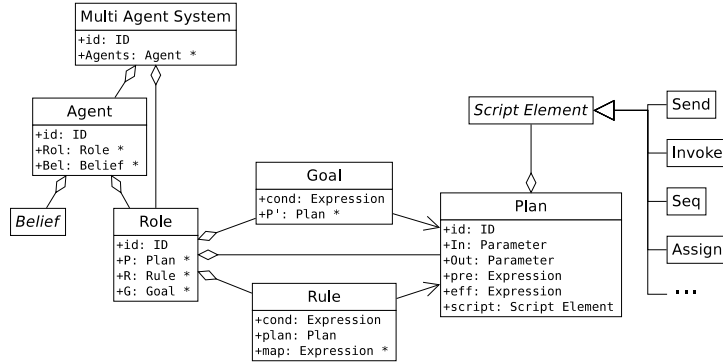 Multi Agent System
+id: ID
+Agents: Agent *
Agent
+id: ID
+Rol: Role *
+Bel: Belief *
Belief
Role
+id: ID
+P: Plan *
+R: Rule *
+G: Goal *
Goal
+cond: Expression
+P': Plan *
Rule
+cond: Expression
+plan: Plan
+map: Expression *
Script Element
Plan
+id: ID
+In: Parameter
+Out: Parameter
+pre: Expression
+eff: Expression
+script: Script Element
Send
Invoke
Seq
Assign
...